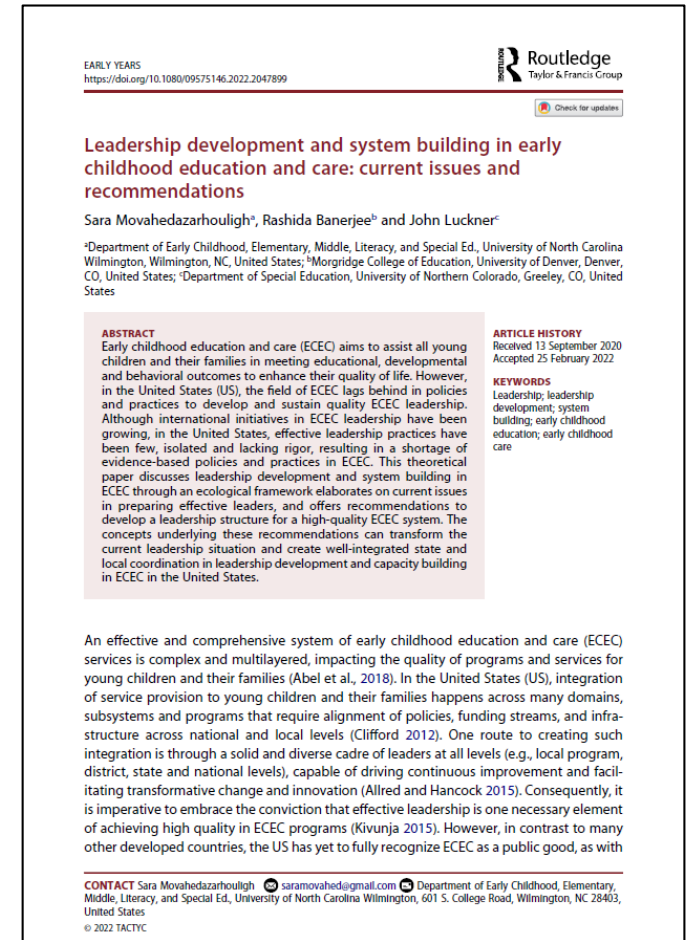 EARLY YEARS
https://doi.org/10.1080/09575146.2022.2047899
ROUTLEDGE
Routledge
Taylor & Francis Group
Check for updates
Leadership development and system building in early
childhood education and care: current issues and
recommendations
Sara Movahedazarhoulighᵃ, Rashida Banerjeeᵇ and John Lucknerᶜ
ᵃDepartment of Early Childhood, Elementary, Middle, Literacy, and Special Ed., University of North Carolina
Wilmington, Wilmington, NC, United States; ᵇMorgridge College of Education, University of Denver, Denver,
CO, United States; ᶜDepartment of Special Education, University of Northern Colorado, Greeley, CO, United
States
ABSTRACT
Early childhood education and care (ECEC) aims to assist all young
children and their families in meeting educational, developmental
and behavioral outcomes to enhance their quality of life. However,
in the United States (US), the field of ECEC lags behind in policies
and practices to develop and sustain quality ECEC leadership.
Although international initiatives in ECEC leadership have been
growing, in the United States, effective leadership practices have
been few, isolated and lacking rigor, resulting in a shortage of
evidence-based policies and practices in ECEC. This theoretical
paper discusses leadership development and system building in
ECEC through an ecological framework elaborates on current issues
in preparing effective leaders, and offers recommendations to
develop a leadership structure for a high-quality ECEC system. The
concepts underlying these recommendations can transform the
current leadership situation and create well-integrated state and
local coordination in leadership development and capacity building
in ECEC in the United States.
ARTICLE HISTORY
Received 13 September 2020
Accepted 25 February 2022
KEYWORDS
Leadership; leadership
development; system
building; early childhood
education; early childhood
care
An effective and comprehensive system of early childhood education and care (ECEC)
services is complex and multilayered, impacting the quality of programs and services for
young children and their families (Abel et al., 2018). In the United States (US), integration
of service provision to young children and their families happens across many domains,
subsystems and programs that require alignment of policies, funding streams, and infra-
structure across national and local levels (Clifford 2012). One route to creating such
integration is through a solid and diverse cadre of leaders at all levels (e.g., local program,
district, state and national levels), capable of driving continuous improvement and facil-
itating transformative change and innovation (Allred and Hancock 2015). Consequently, it
is imperative to embrace the conviction that effective leadership is one necessary element
of achieving high quality in ECEC programs (Kivunja 2015). However, in contrast to many
other developed countries, the US has yet to fully recognize ECEC as a public good, as with
CONTACT Sara Movahedazarhouligh saramovahed@gmail.com Department of Early Childhood, Elementary,
Middle, Literacy, and Special Ed., University of North Carolina Wilmington, 601 S. College Road, Wilmington, NC 28403,
United States
© 2022 TACTYC